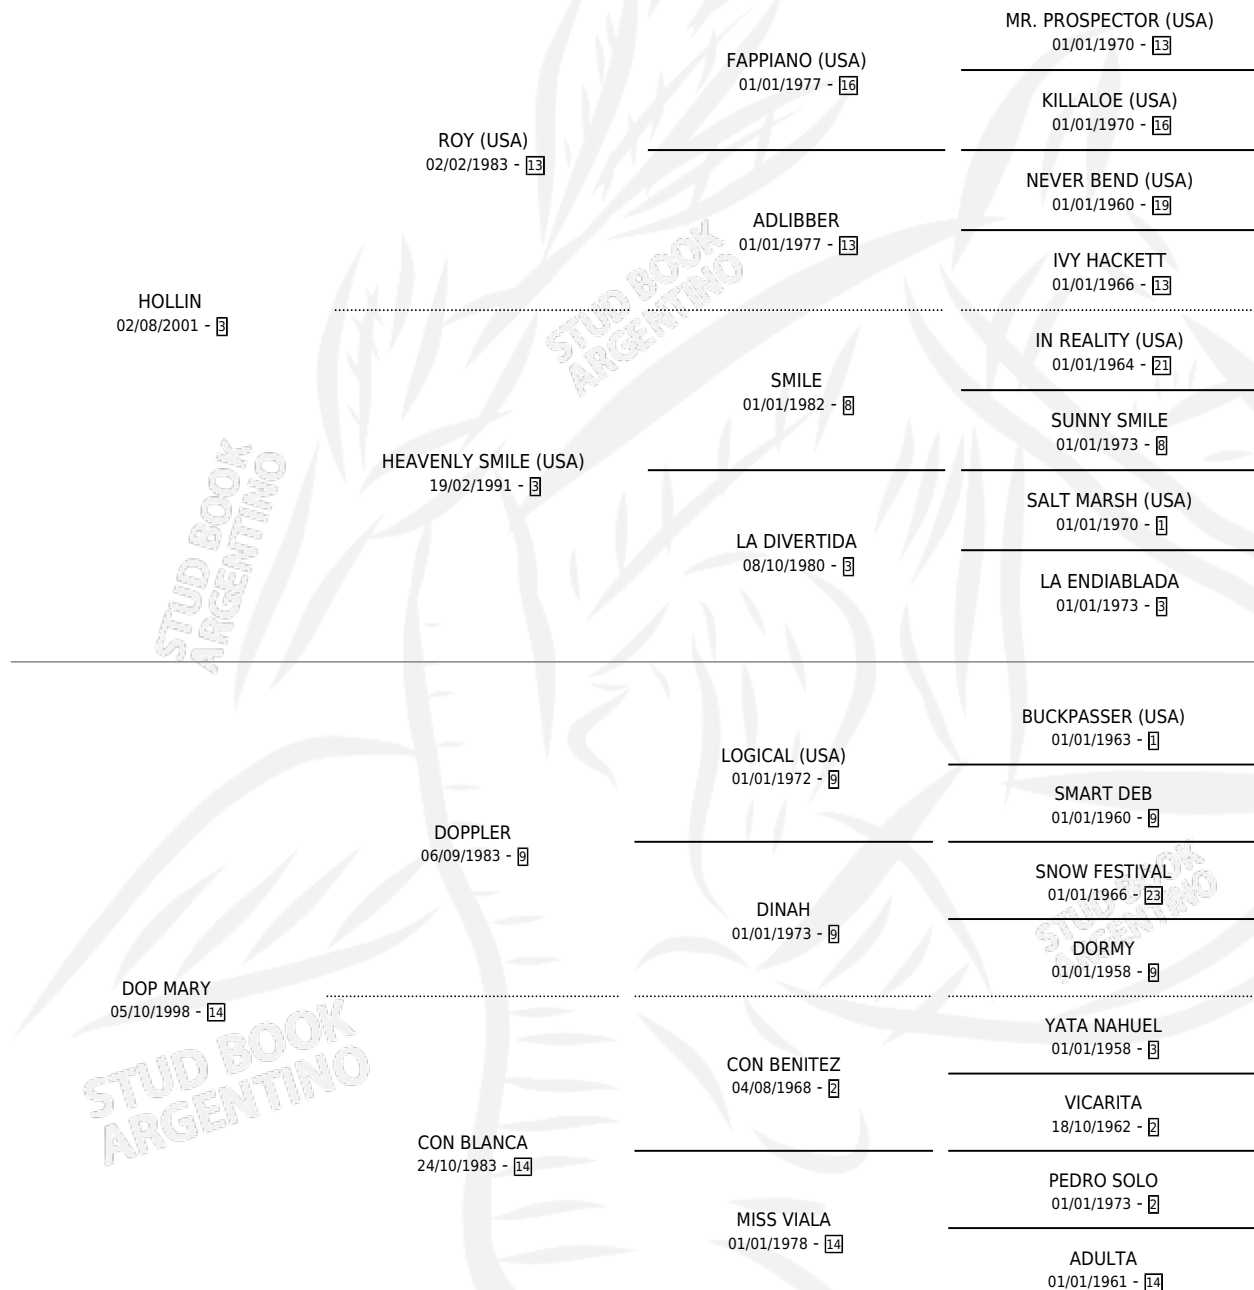 MR. PROSPECTOR (USA)
01/01/1970 - 13
FAPPIANO (USA)
01/01/1977 - 16
KILLALOE (USA)
01/01/1970 - 16
ROY (USA)
02/02/1983 - 13
NEVER BEND (USA)
01/01/1960 - 19
ADLIBBER
01/01/1977 - 13
IVY HACKETT
01/01/1966 - 13
HOLLIN
02/08/2001 - 3
IN REALITY (USA)
01/01/1964 - 21
SMILE
01/01/1982 - 8
SUNNY SMILE
01/01/1973 - 8
HEAVENLY SMILE (USA)
19/02/1991 - 3
SALT MARSH (USA)
01/01/1970 - 1
LA DIVERTIDA
08/10/1980 - 3
LA ENDIABLADA
01/01/1973 - 3
BUCKPASSER (USA)
01/01/1963 - 1
LOGICAL (USA)
01/01/1972 - 9
SMART DEB
01/01/1960 - 9
DOPPLER
06/09/1983 - 9
SNOW FESTIVAL
01/01/1966 - 23
DINAH
01/01/1973 - 9
DORMY
01/01/1958 - 9
DOP MARY
05/10/1998 - 14
YATA NAHUEL
01/01/1958 - 3
CON BENITEZ
04/08/1968 - 2
VICARITA
18/10/1962 - 2
CON BLANCA
24/10/1983 - 14
PEDRO SOLO
01/01/1973 - 2
MISS VIALA
01/01/1978 - 14
ADULTA
01/01/1961 - 14
STUD BOOK
ARGENTINO
STUD BOOK
ARGENTINO
STUD BOOK
ARGENTINO
STUD BOOK
ARGENTINO